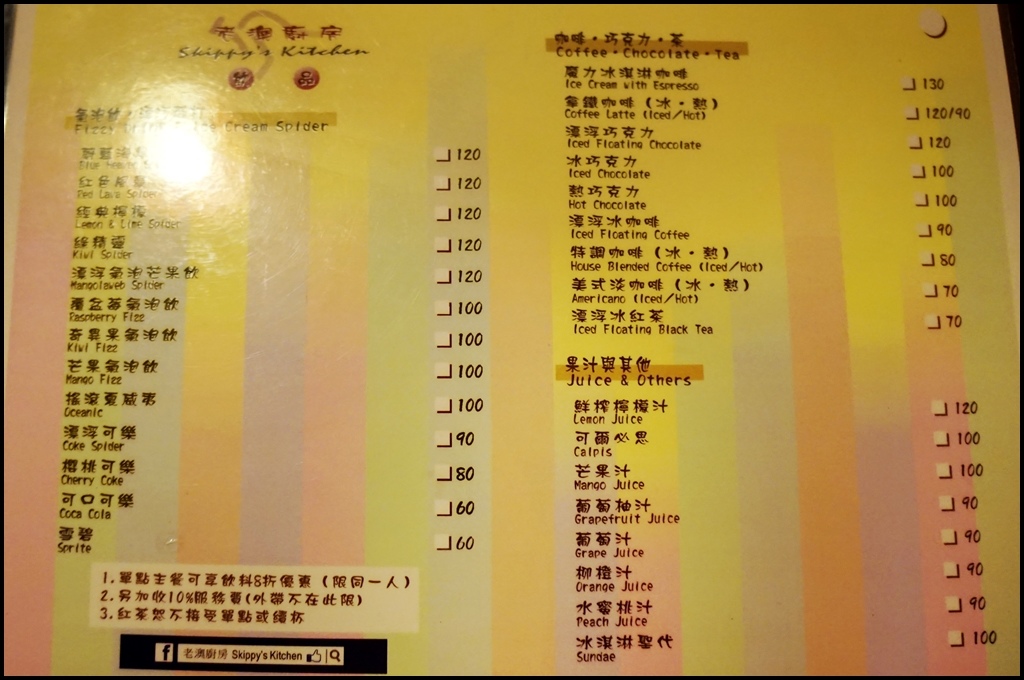 老澳廚房
Skippy's Kitchen
飲品
Cream Spider
120
Blue
紅色
Red Lava Spider
120
經典檸檬
Lemon & Lime Spider
120
綠精靈
Kiwi Spider
120
漂浮氣泡芒果飲
Mangolaweb Spider
120
覆盆莓氣泡飲
Raspberry Fizz
100
奇異果氣泡飲
Kiwi Fizz
100
芒果氣泡飲
Mango Fizz
100
搖滾夏威夷
Oceanic
100
漂浮可樂
Coke Spider
90
櫻桃可樂
Cherry Coke
80
可口可樂
Coca Cola
60
雪碧
Sprite
60
1.單點主餐可享飲料8折優惠(限同一人)
2.另加收10%服務費(外帶不在此限)
3.紅茶恕不接受單點或續杯
f 老澳廚房 Skippy's Kitchen
咖啡・巧克力・茶
Coffee・Chocolate・Tea
魔力冰淇淋咖啡
Ice Cream with Espresso
130
拿鐵咖啡(冰・熱)
Coffee Latte (Iced/Hot)
120/90
漂浮巧克力
Iced Floating Chocolate
120
冰巧克力
Iced Chocolate
100
熱巧克力
Hot Chocolate
100
漂浮冰咖啡
Iced Floating Coffee
90
特調咖啡(冰・熱)
House Blended Coffee (Iced/Hot)
80
美式淡咖啡(冰・熱)
Americano (Iced/Hot)
70
漂浮冰紅茶
Iced Floating Black Tea
70
果汁與其他
Juice & Others
鮮榨檸檬汁
Lemon Juice
120
可爾必思
Calpis
100
芒果汁
Mango Juice
100
葡萄柚汁
Grapefruit Juice
90
葡萄汁
Grape Juice
90
柳橙汁
Orange Juice
90
水蜜桃汁
Peach Juice
90
冰淇淋聖代
Sundae
100